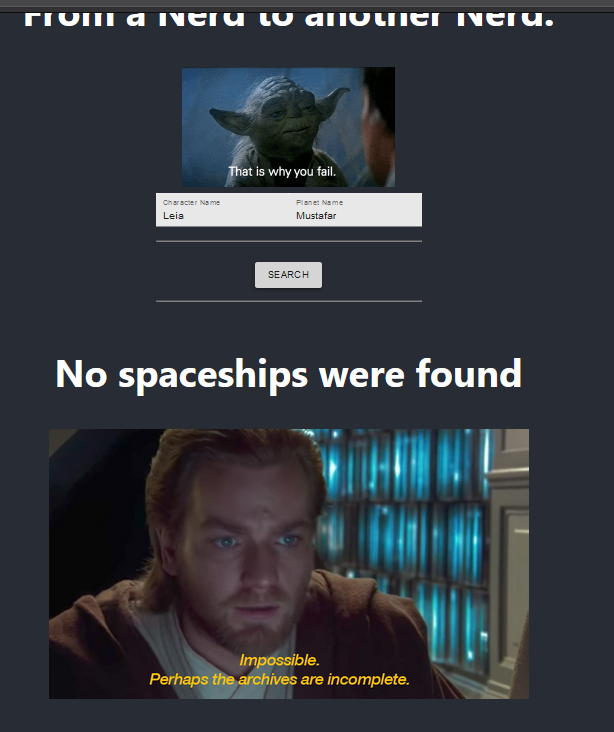 From a Nerd to another Nerd.
That is why you fail.
Character Name
Planet Name
Leia
Mustafar
SEARCH
No spaceships were found
Impossible.
Perhaps the archives are incomplete.